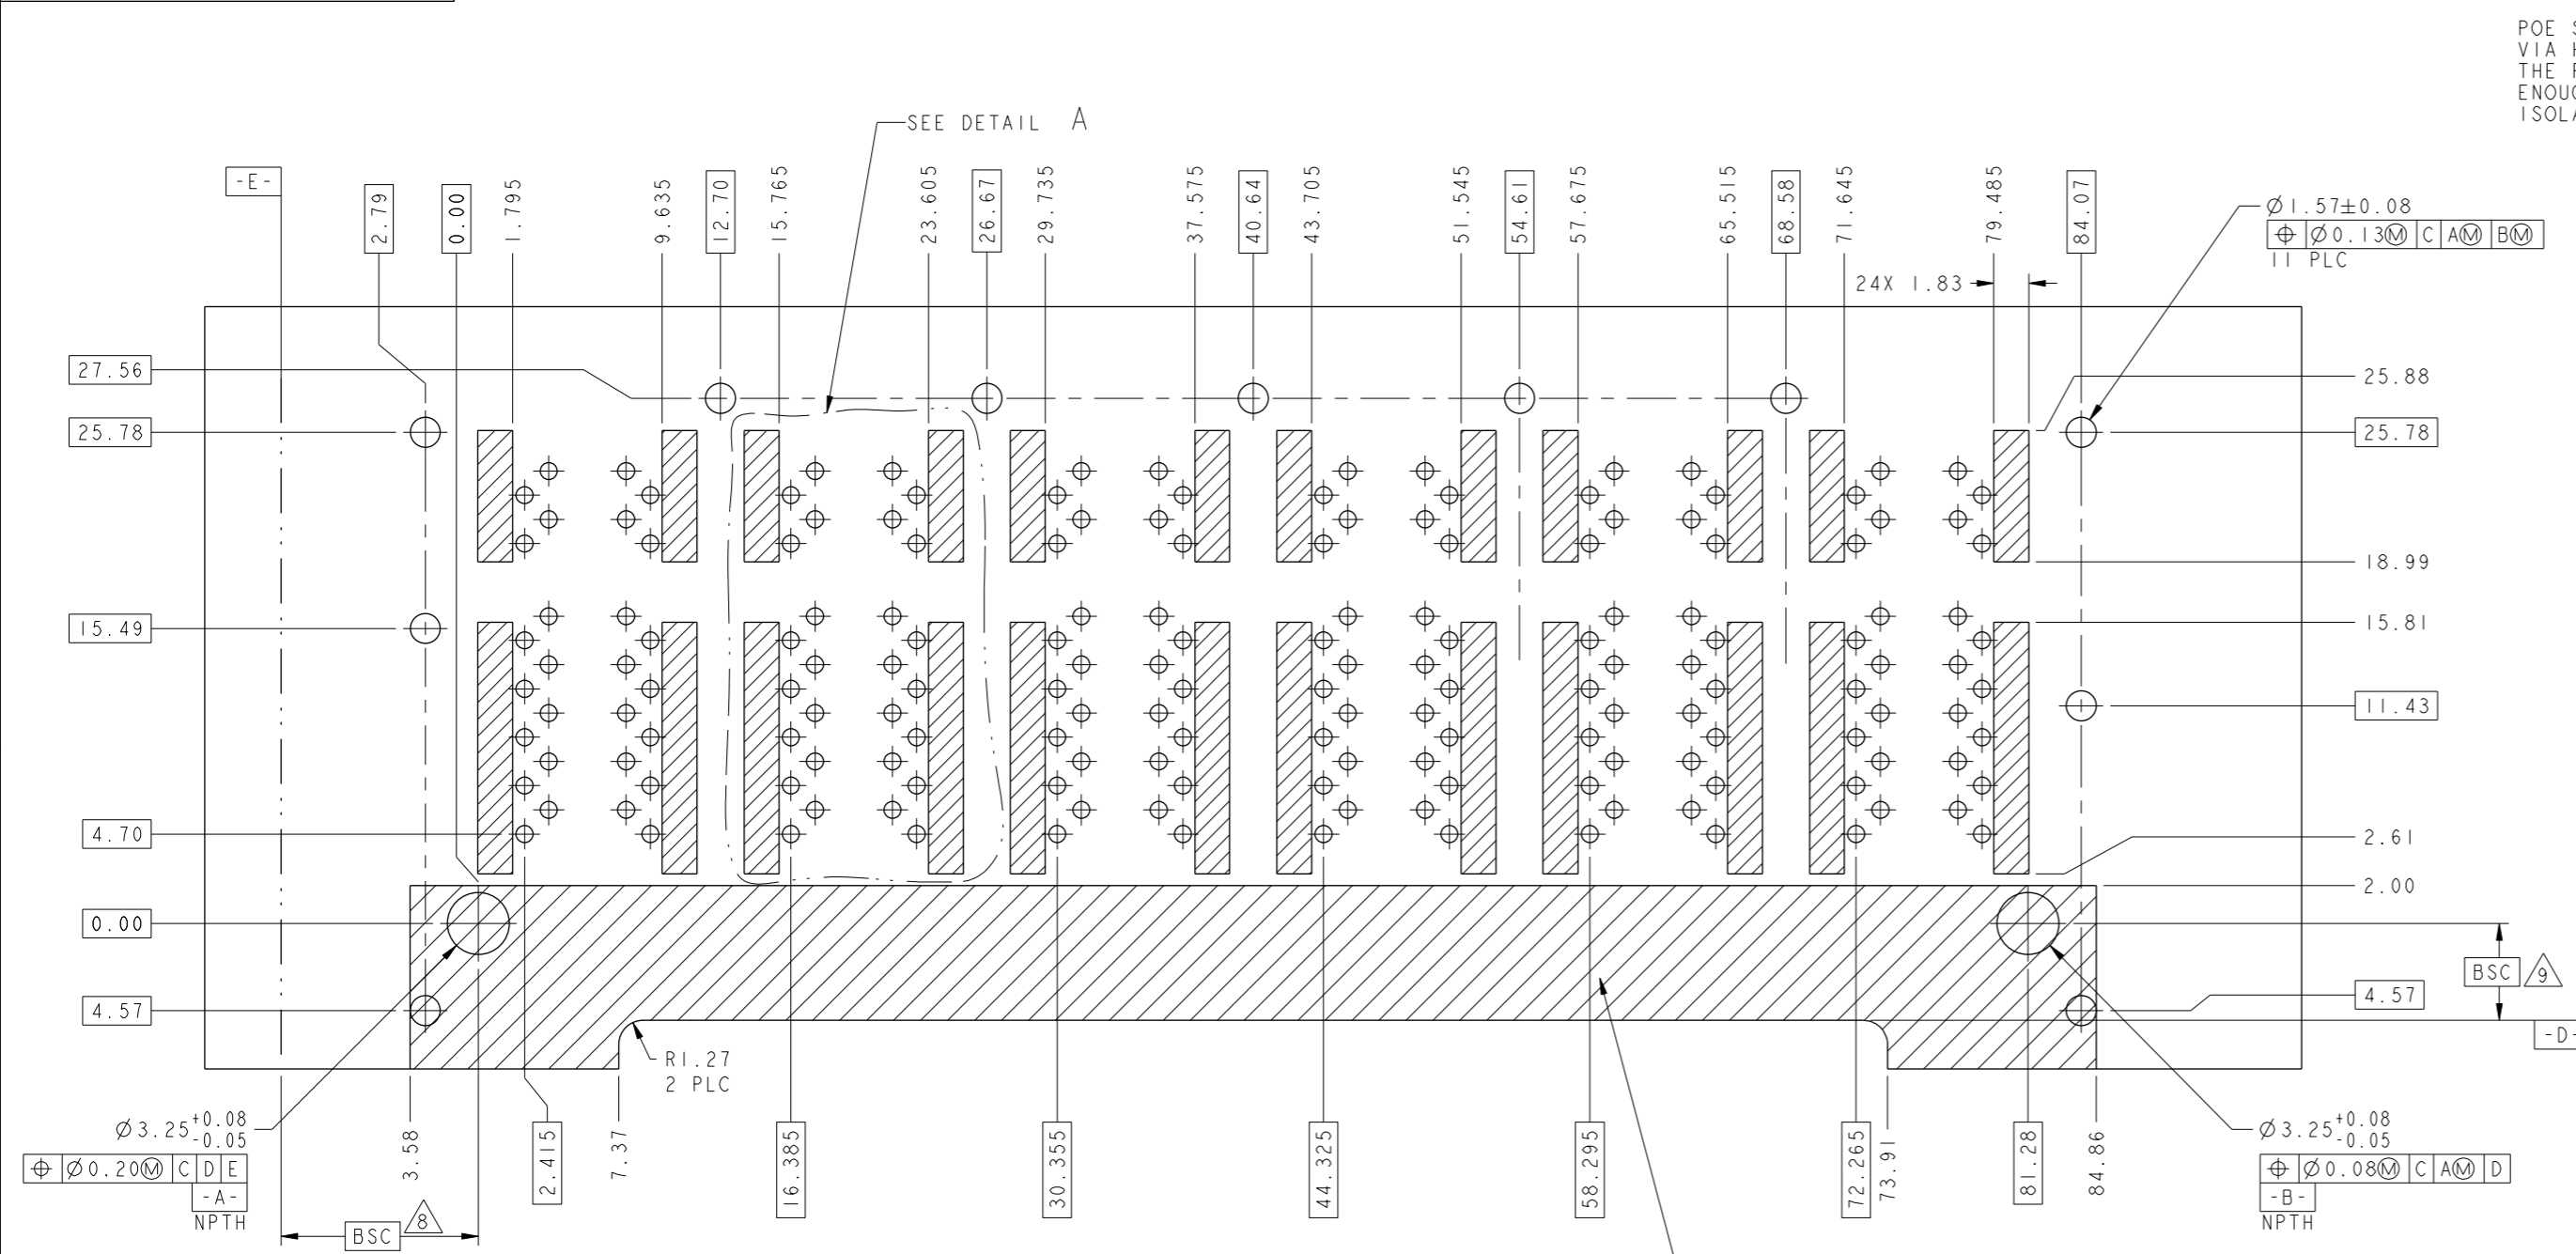 POE
VIA
THE
ISOLA
SEE DETAIL A
-E-
2.79
0.00
1.795
9.635
12.70
15.765
23.605
26.67
29.735
37.575
40.64
43.705
51.545
54.61
57.675
65.515
68.58
71.645
79.485
84.07
Ø1.57±0.08
⌖ Ø0.13Ⓜ C AⓂ BⓂ
11 PLC
24X 1.83
27.56
25.78
15.49
4.70
0.00
4.57
25.88
25.78
18.99
15.81
11.43
2.61
2.00
BSC 9
4.57
-D-
R1.27
2 PLC
Ø3.25 +0.08
-0.05
⌖ Ø0.20Ⓜ C D E
-A-
NPTH
BSC 8
3.58
2.415
7.37
16.385
30.355
44.325
58.295
72.265
73.91
81.28
84.86
Ø3.25 +0.08
-0.05
⌖ Ø0.08Ⓜ C AⓂ D
-B-
NPTH